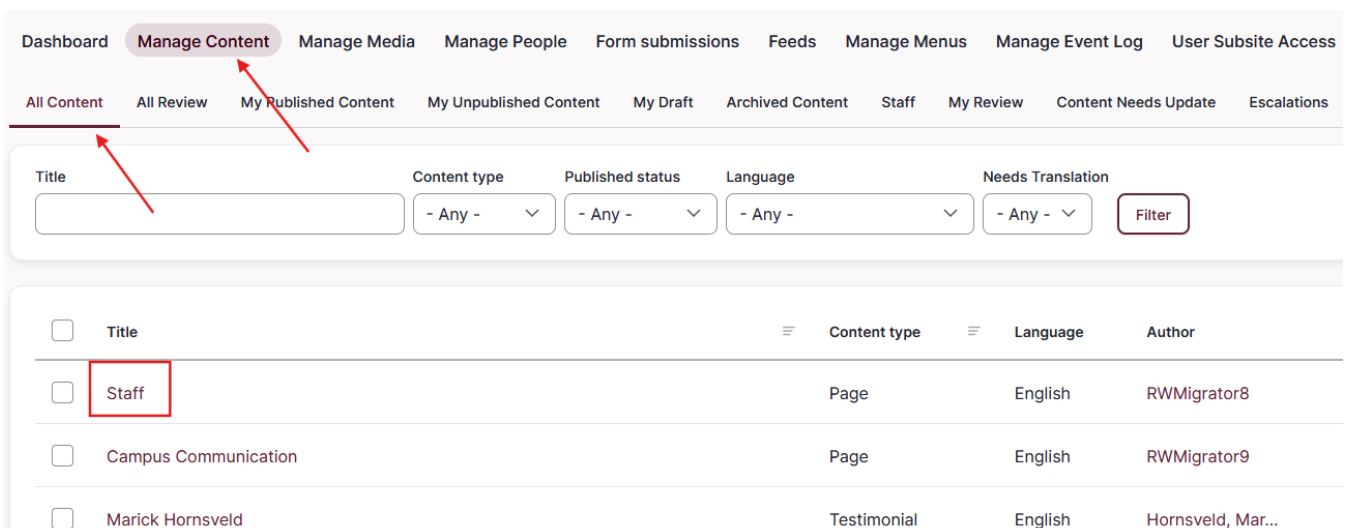 Dashboard Manage Content Manage Media Manage People Form submissions Feeds Manage Menus Manage Event Log User Subsite Access
All Content All Review My Published Content My Unpublished Content My Draft Archived Content Staff My Review Content Needs Update Escalations
Title Content type Published status Language Needs Translation
- Any - - Any - - Any - - Any - Filter
Title Content type Language Author
Staff Page English RWMigrator8
Campus Communication Page English RWMigrator9
Marick Hornsveld Testimonial English Hornsveld, Mar...